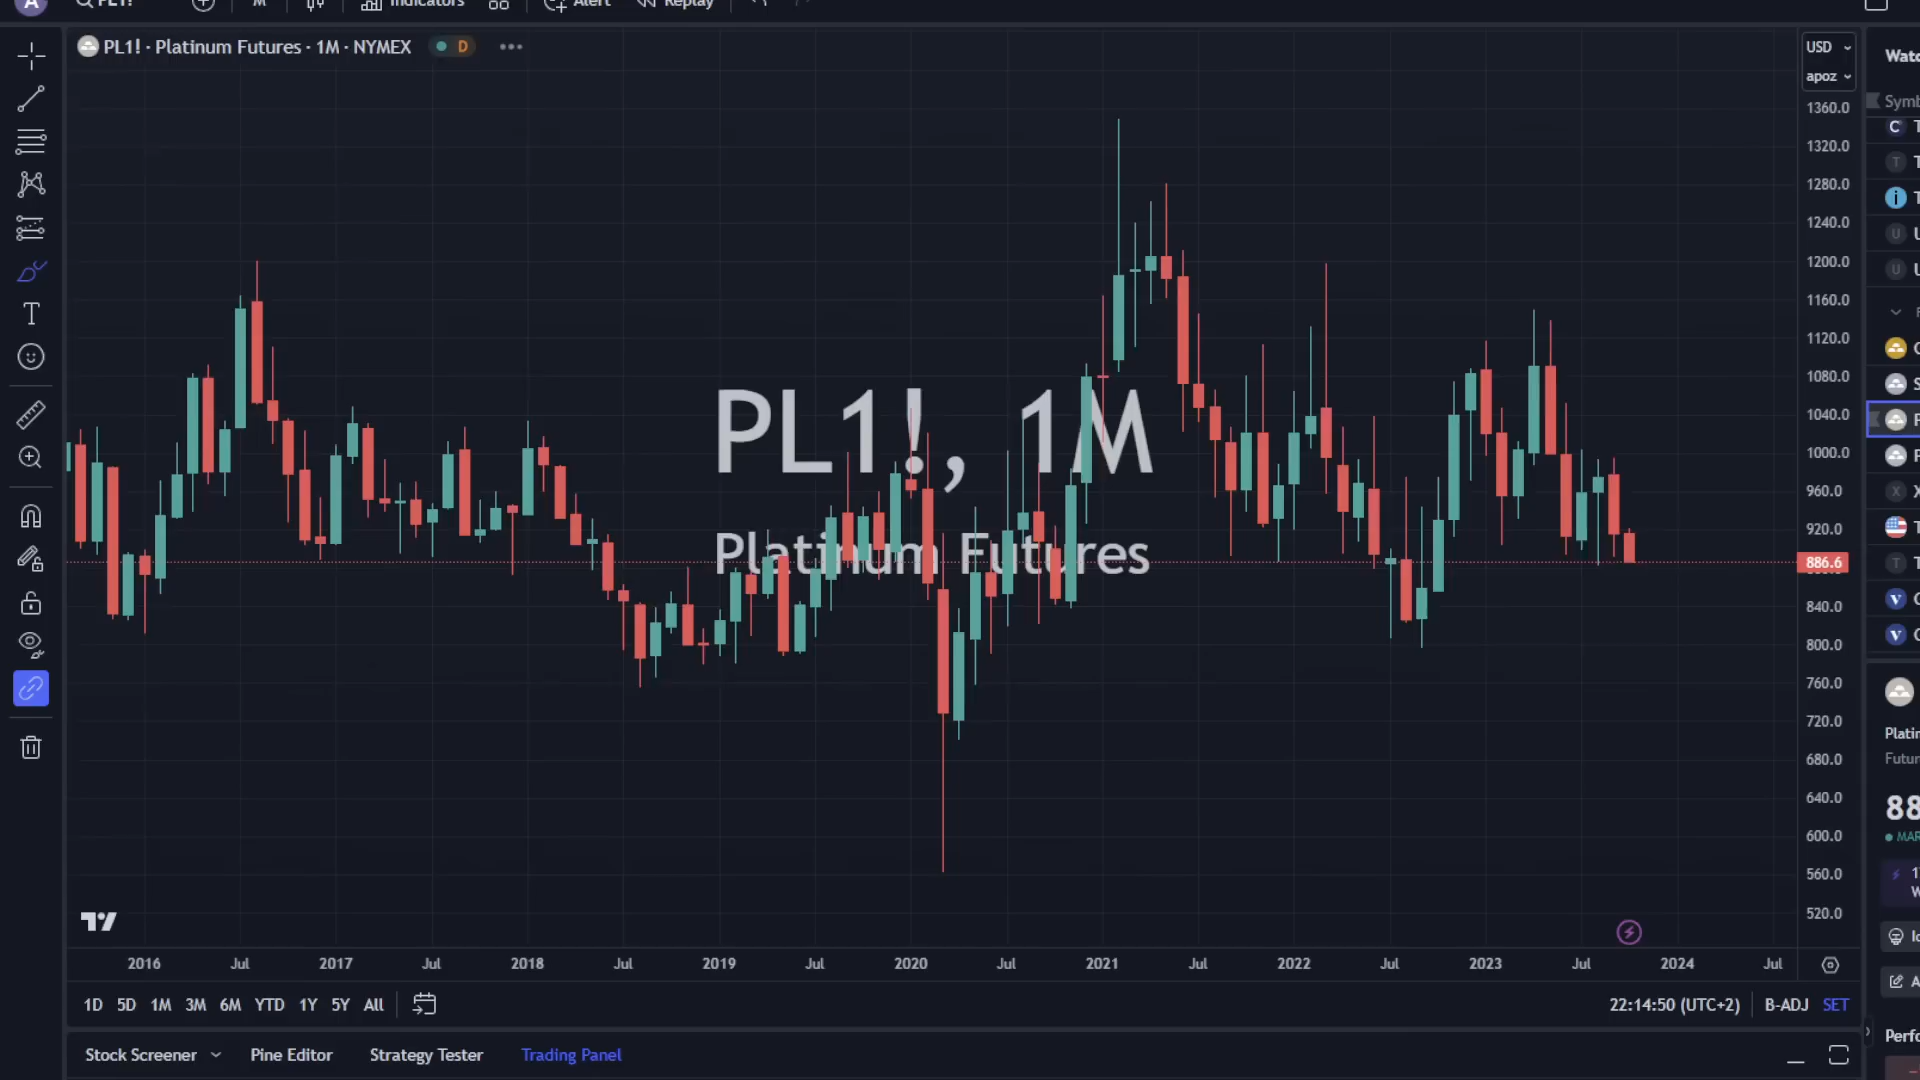 A
Indicators
Alert
Replay
PL1! · Platinum Futures · 1M · NYMEX
D
USD
apoz
1360.0
1320.0
1280.0
1240.0
1200.0
1160.0
1120.0
1080.0
1040.0
1000.0
960.0
920.0
886.6
840.0
800.0
760.0
720.0
680.0
640.0
600.0
560.0
520.0
PL1!, 1M
Platinum Futures
2016 Jul 2017 Jul 2018 Jul 2019 Jul 2020 Jul 2021 Jul 2022 Jul 2023 Jul 2024 Jul
1D 5D 1M 3M 6M YTD 1Y 5Y All
22:14:50 (UTC+2) B-ADJ SET
Stock Screener Pine Editor Strategy Tester Trading Panel